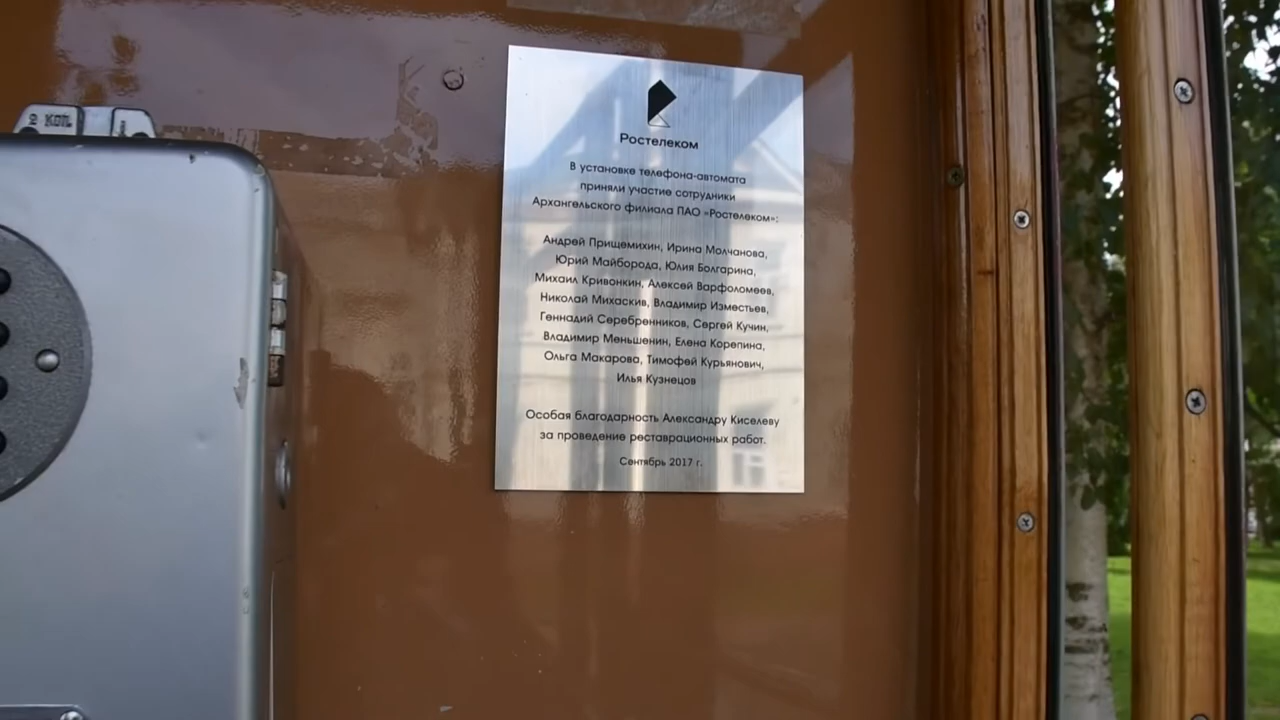 2 КОП.
Ростелеком
В установке телефона-автомата
приняли участие сотрудники
Архангельского филиала ПАО «Ростелеком»:
Андрей Прищемихин, Ирина Молчанова,
Юрий Майборода, Юлия Болгарина,
Михаил Кривонкин, Алексей Варфоломеев,
Николай Михаскив, Владимир Изместьев,
Геннадий Серебренников, Сергей Кучин,
Владимир Меньшенин, Елена Корепина,
Ольга Макарова, Тимофей Курьянович,
Илья Кузнецов
Особая благодарность Александру Киселеву
за проведение реставрационных работ.
Сентябрь 2017 г.